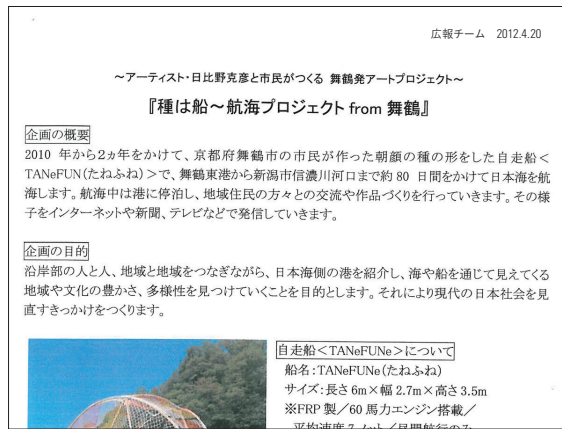 広報チーム 2012.4.20
～アーティスト・日比野克彦と市民がつくる 舞鶴発アートプロジェクト～
『種は船～航海プロジェクト from 舞鶴』
企画の概要
2010 年から2ヵ年をかけて、京都府舞鶴市の市民が作った朝顔の種の形をした自走船＜
TANeFUN(たねふね)＞で、舞鶴東港から新潟市信濃川河口まで約 80 日間をかけて日本海を航
海します。航海中は港に停泊し、地域住民の方々との交流や作品づくりを行っていきます。その様
子をインターネットや新聞、テレビなどで発信していきます。
企画の目的
沿岸部の人と人、地域と地域をつなぎながら、日本海側の港を紹介し、海や船を通じて見えてくる
地域や文化の豊かさ、多様性を見つけていくことを目的とします。それにより現代の日本社会を見
直すきっかけをつくります。
自走船＜TANeFUNe＞について
船名：TANeFUNe(たねふね)
サイズ：長さ 6m×幅 2.7m×高さ 3.5m
※FRP 製／60 馬力エンジン搭載／
平均速度 7 ノット／昼間航行のみ